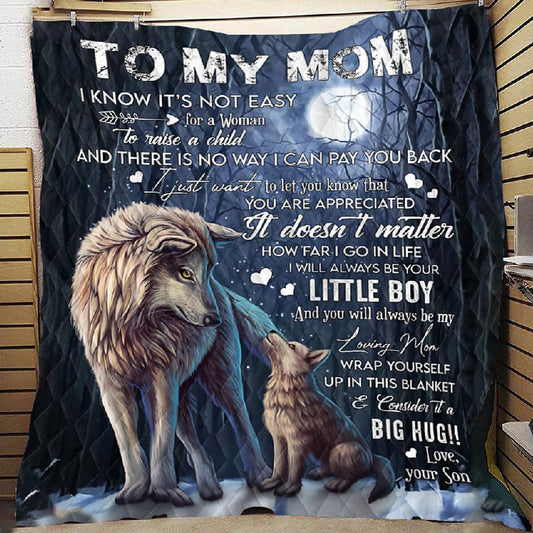 TO MY MOM
I KNOW IT'S NOT EASY
for a Woman
to raise a child
AND THERE IS NO WAY I CAN PAY YOU BACK
I just want to let you know that
YOU ARE APPRECIATED
It doesn't matter
HOW FAR I GO IN LIFE
I WILL ALWAYS BE YOUR
LITTLE BOY
And you will always be my
Loving Mom
WRAP YOURSELF
UP IN THIS BLANKET
& Consider it a
BIG HUG!!
Love,
your Son